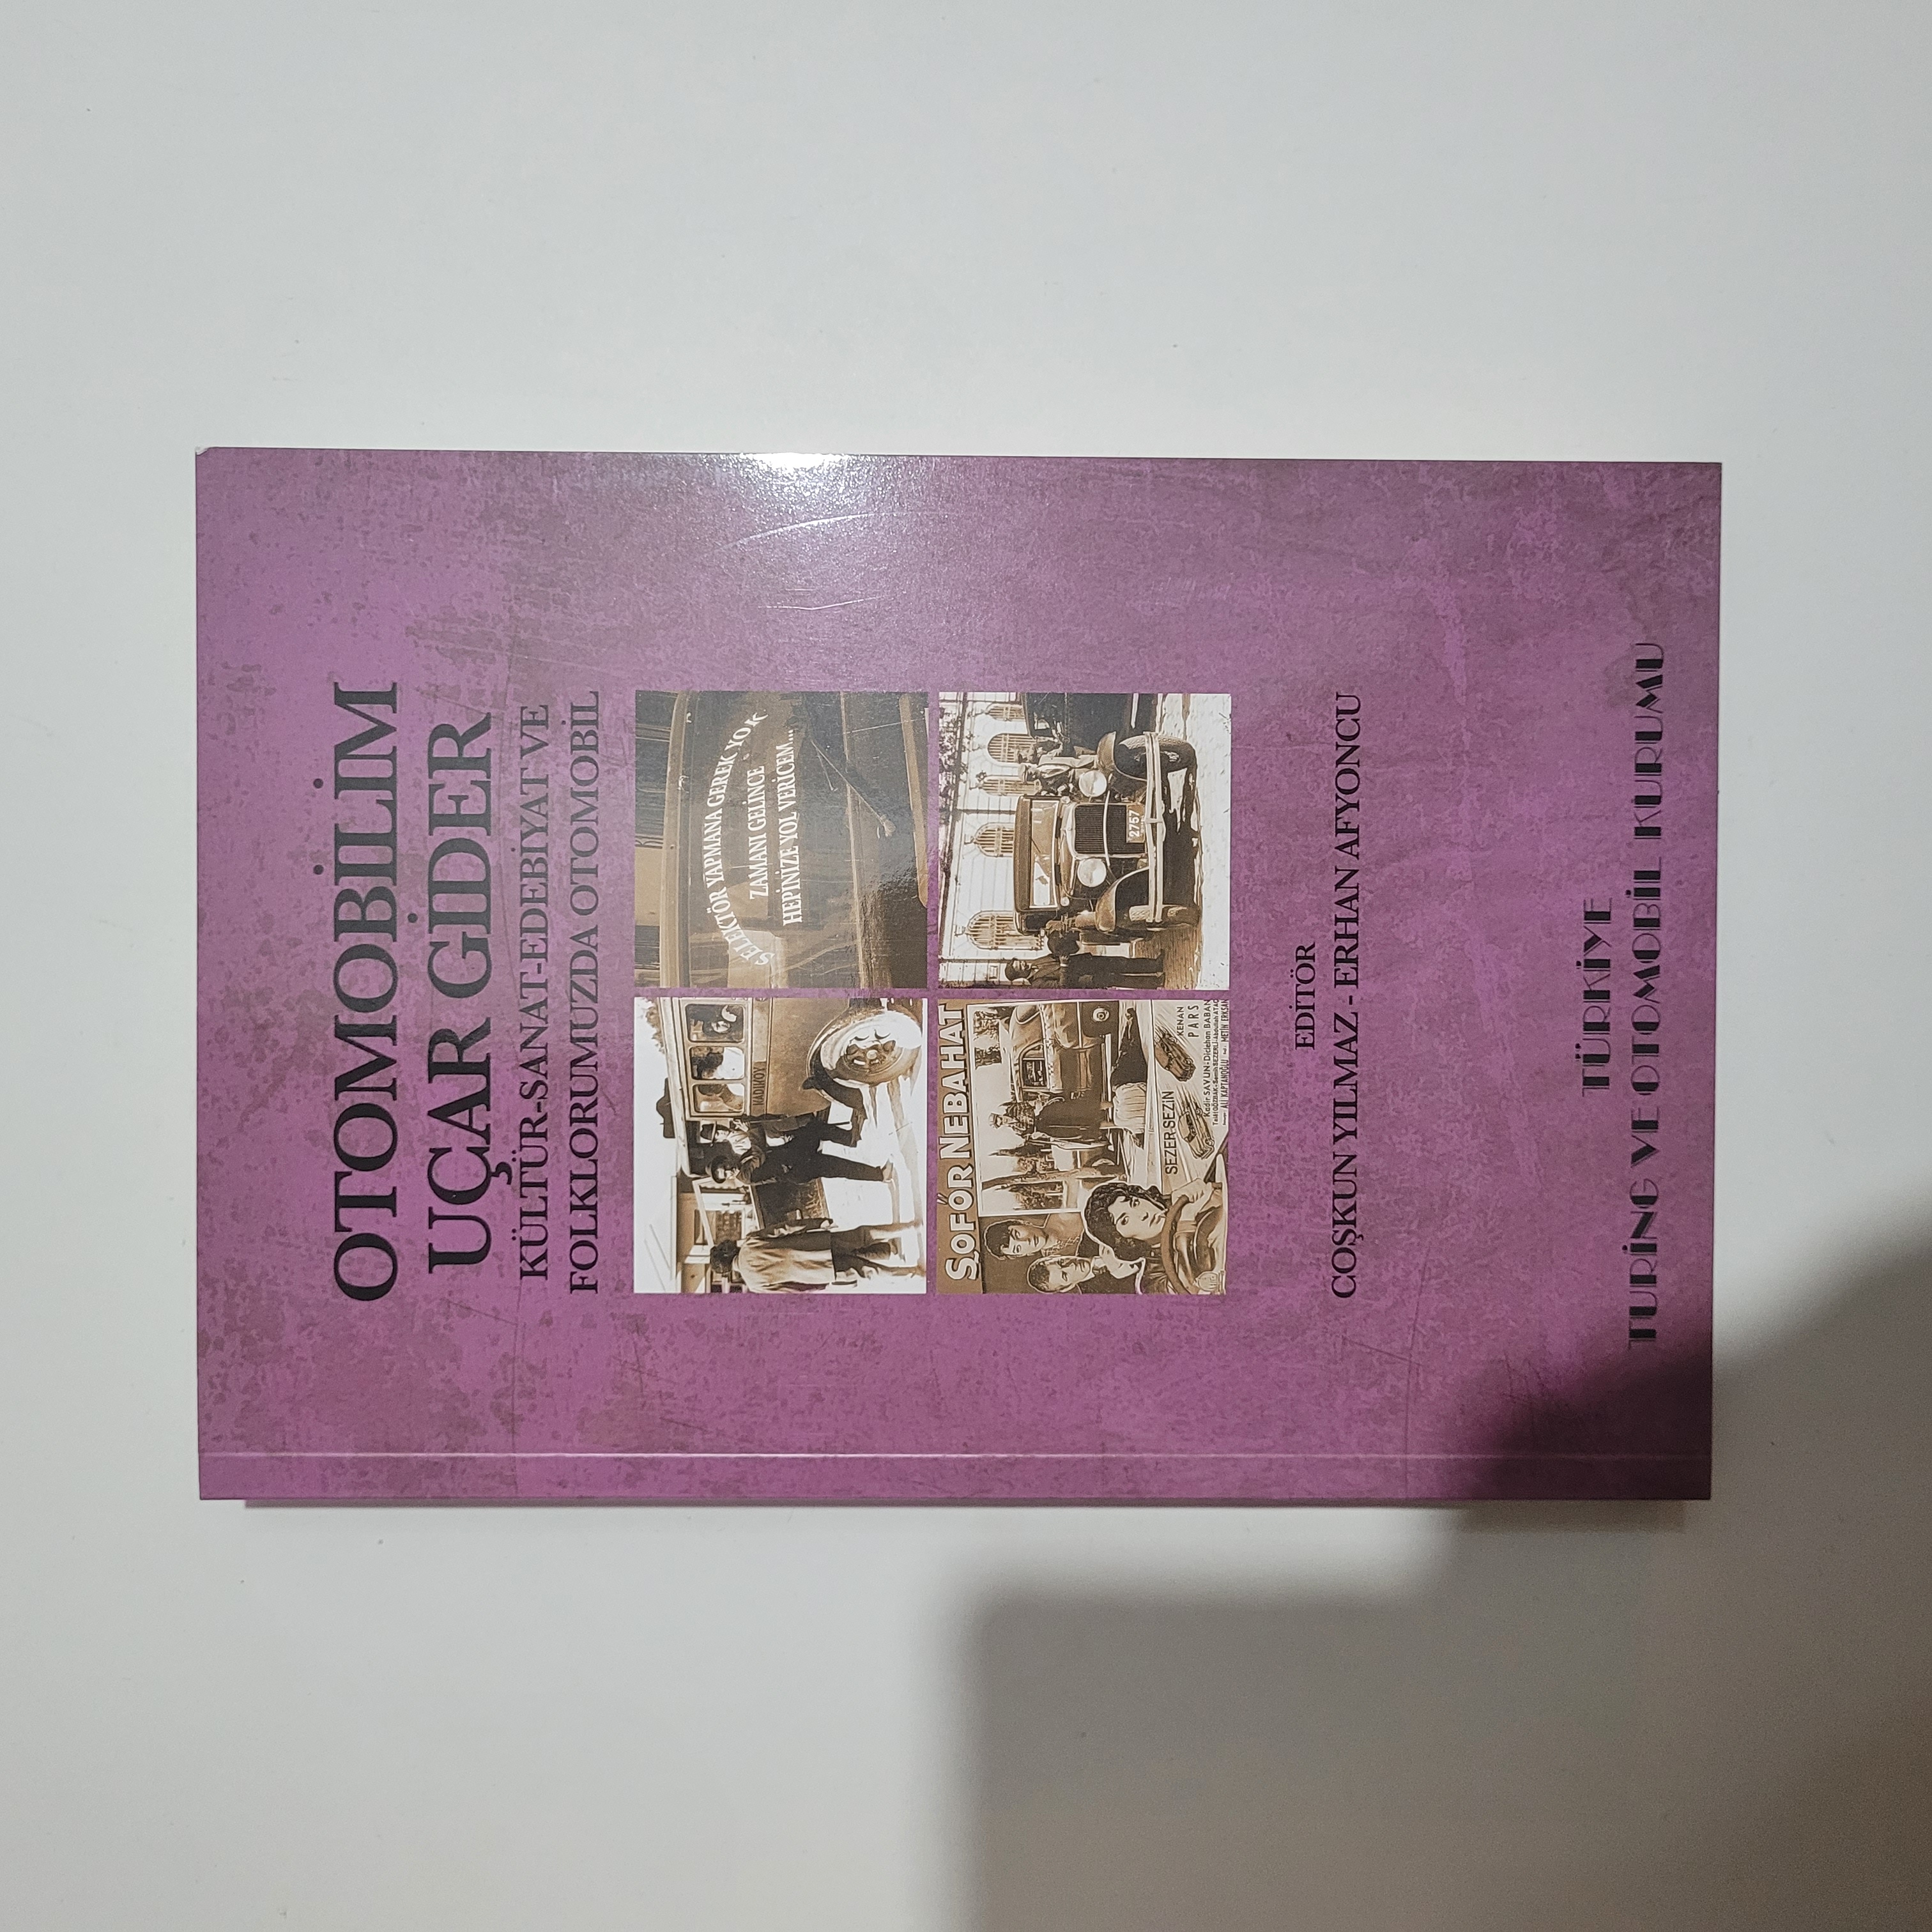 OTOMOBİLİM
UÇAR GİDER
KÜLTÜR-SANAT-EDEBİYAT VE
FOLKLORUMUZDA OTOMOBİL
KADIKÖY
SELEKTÖR YAPMANA GEREK YOK
ZAMANI GELİNCE
HEPİNİZE YOL VERİCEM...
ŞOFÖR NEBAHAT
SEZER SEZİN
KENAN
PARS
2757
EDİTÖR
COŞKUN YILMAZ - ERHAN AFYONCU
TÜRKİYE
TURİNG VE OTOMOBİL KURUMU